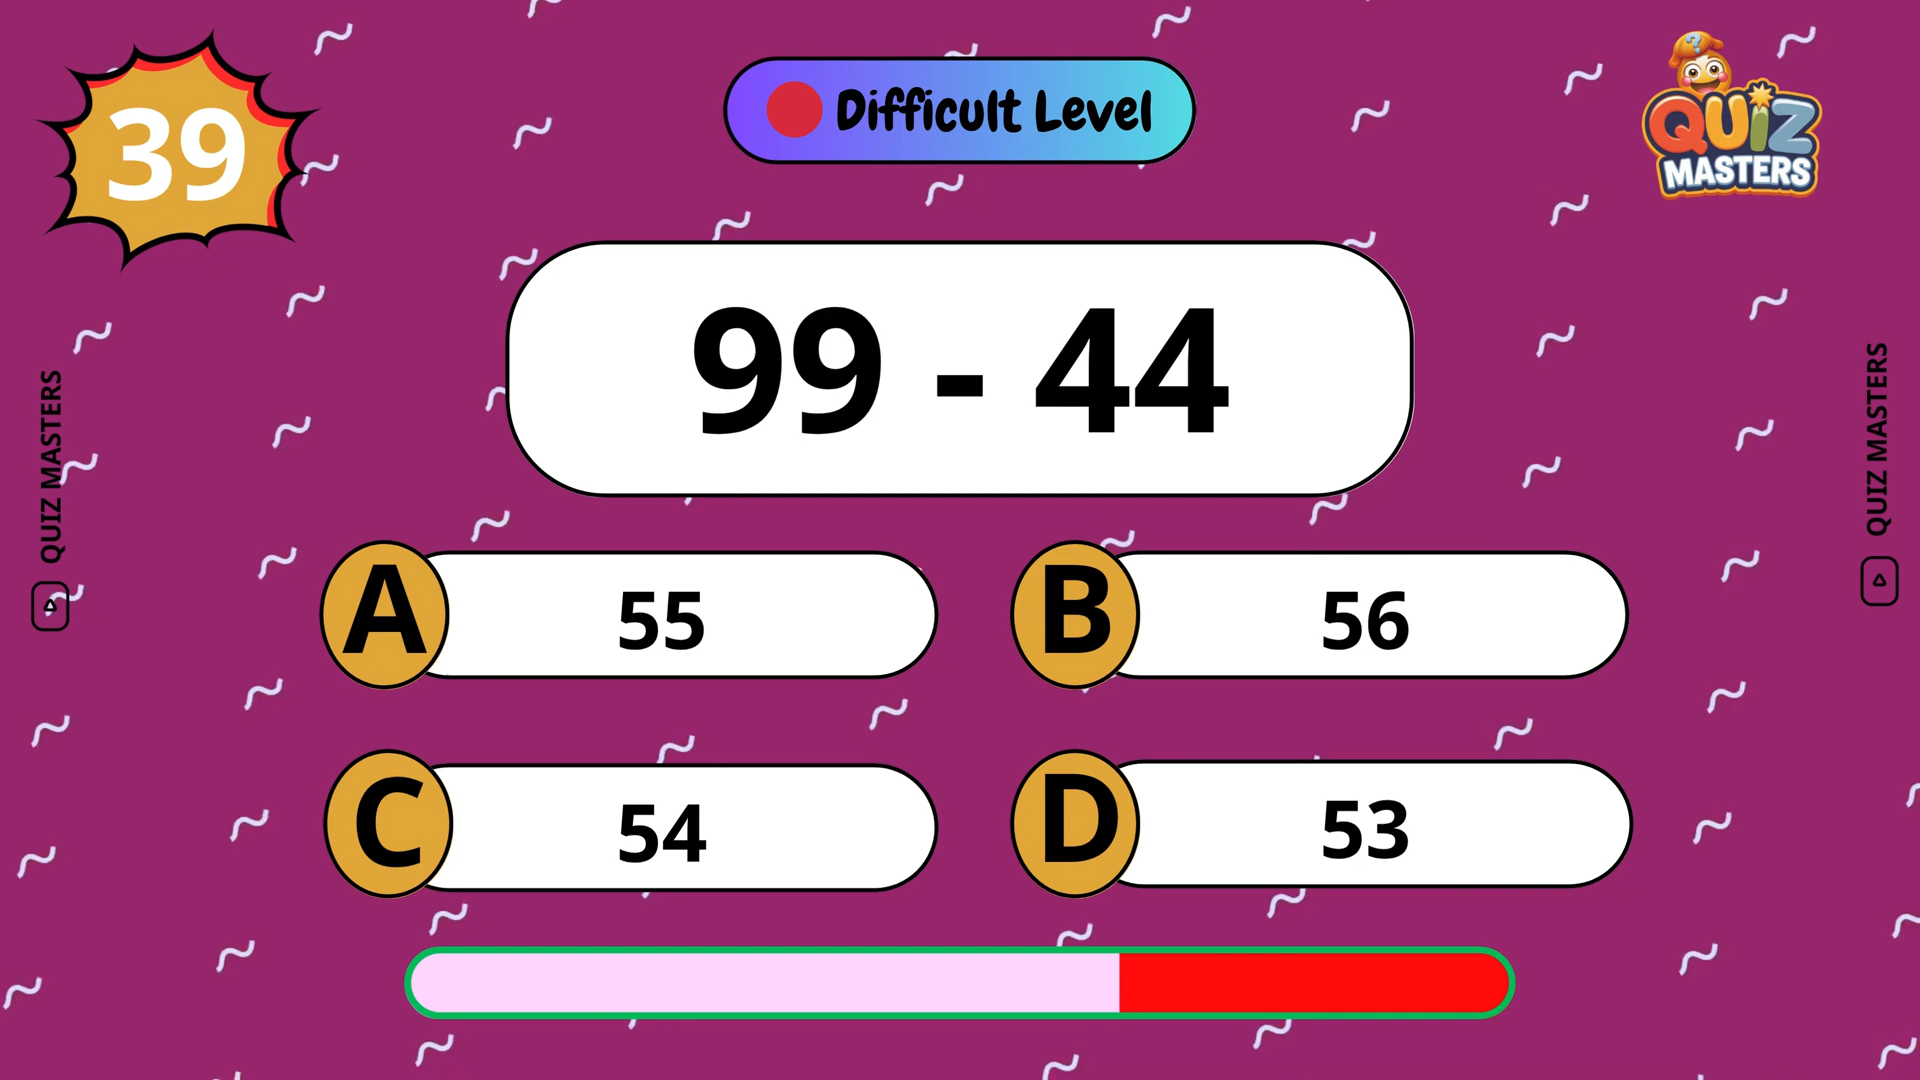 39
Difficult Level
?
QUIZ
MASTERS
99 - 44
QUIZ MASTERS
QUIZ MASTERS
A
55
B
56
C
54
D
53